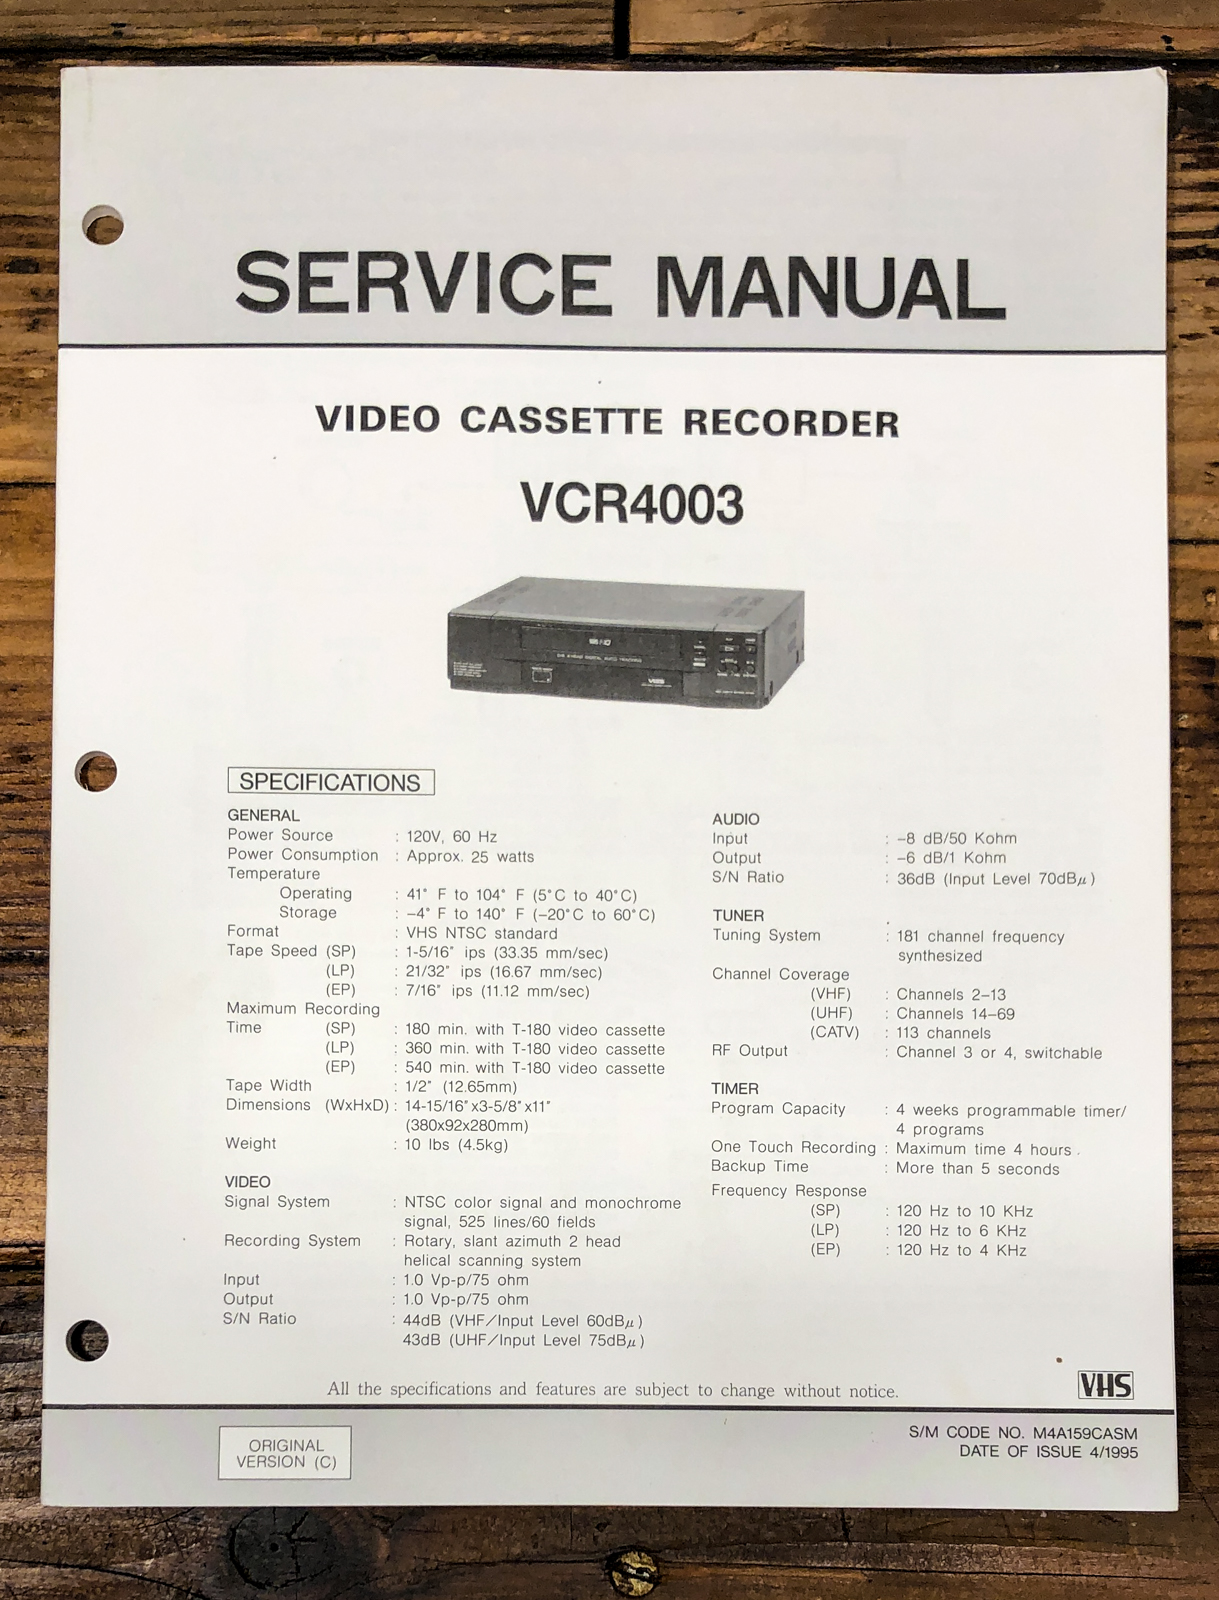 SERVICE MANUAL
VIDEO CASSETTE RECORDER
VCR4003
VHS
SPECIFICATIONS
GENERAL
Power Source : 120V, 60 Hz
Power Consumption : Approx. 25 watts
Temperature
Operating : 41° F to 104° F (5°C to 40°C)
Storage : −4° F to 140° F (−20°C to 60°C)
Format : VHS NTSC standard
Tape Speed (SP) : 1-5/16" ips (33.35 mm/sec)
(LP) : 21/32" ips (16.67 mm/sec)
(EP) : 7/16" ips (11.12 mm/sec)
Maximum Recording
Time (SP) : 180 min. with T-180 video cassette
(LP) : 360 min. with T-180 video cassette
(EP) : 540 min. with T-180 video cassette
Tape Width : 1/2" (12.65mm)
Dimensions (WxHxD) : 14-15/16"x3-5/8"x11"
(380x92x280mm)
Weight : 10 lbs (4.5kg)
VIDEO
Signal System : NTSC color signal and monochrome
signal, 525 lines/60 fields
Recording System : Rotary, slant azimuth 2 head
helical scanning system
Input : 1.0 Vp-p/75 ohm
Output : 1.0 Vp-p/75 ohm
S/N Ratio : 44dB (VHF/Input Level 60dBµ)
43dB (UHF/Input Level 75dBµ)
AUDIO
Input : −8 dB/50 Kohm
Output : −6 dB/1 Kohm
S/N Ratio : 36dB (Input Level 70dBµ)
TUNER
Tuning System : 181 channel frequency
synthesized
Channel Coverage
(VHF) : Channels 2−13
(UHF) : Channels 14−69
(CATV) : 113 channels
RF Output : Channel 3 or 4, switchable
TIMER
Program Capacity : 4 weeks programmable timer/
4 programs
One Touch Recording : Maximum time 4 hours
Backup Time : More than 5 seconds
Frequency Response
(SP) : 120 Hz to 10 KHz
(LP) : 120 Hz to 6 KHz
(EP) : 120 Hz to 4 KHz
All the specifications and features are subject to change without notice.
VHS
ORIGINAL
VERSION (C)
S/M CODE NO. M4A159CASM
DATE OF ISSUE 4/1995